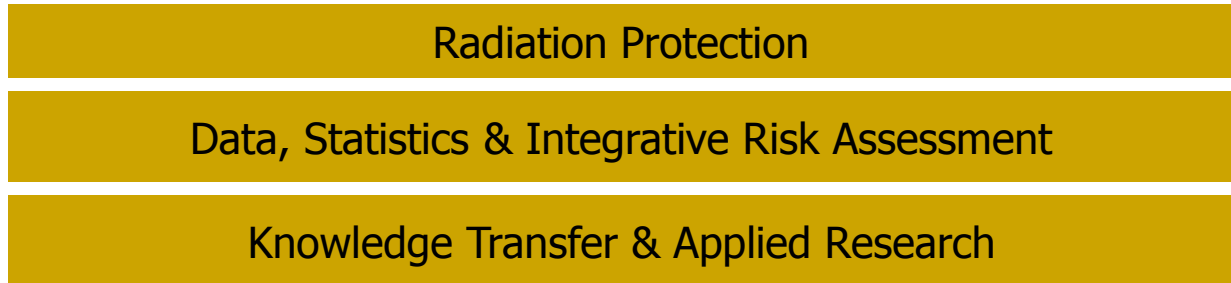 Radiation Protection
Data, Statistics & Integrative Risk Assessment
Knowledge Transfer & Applied Research